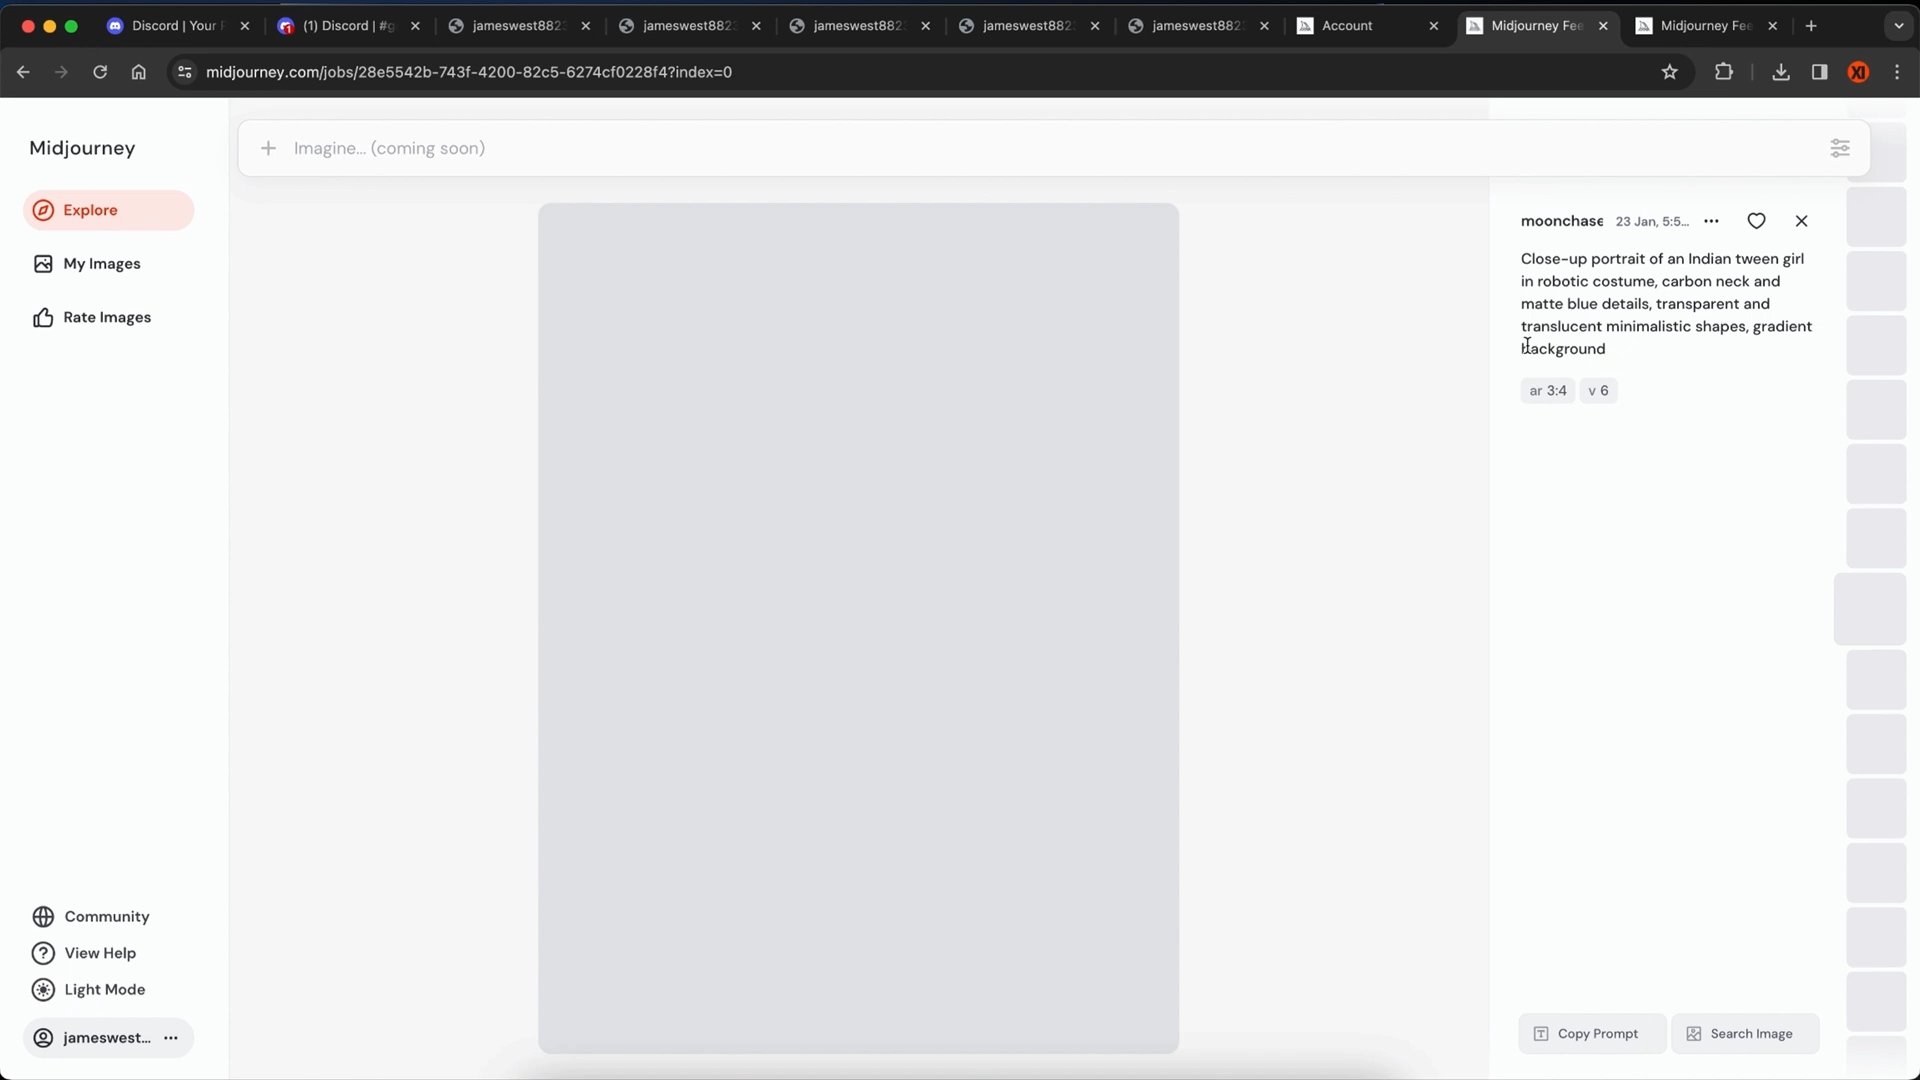 Discord | Your F
(1) Discord | #g
jameswest882
jameswest882
jameswest882
jameswest882
jameswest882
Account
Midjourney Fee
Midjourney Fee
midjourney.com/jobs/28e5542b-743f-4200-82c5-6274cf0228f4?index=0
XI
Midjourney
Imagine... (coming soon)
Explore
My Images
Rate Images
moonchase 23 Jan, 5:5...
Close-up portrait of an Indian tween girl
in robotic costume, carbon neck and
matte blue details, transparent and
translucent minimalistic shapes, gradient
background
ar 3:4 v 6
Community
View Help
Light Mode
jameswest...
Copy Prompt
Search Image